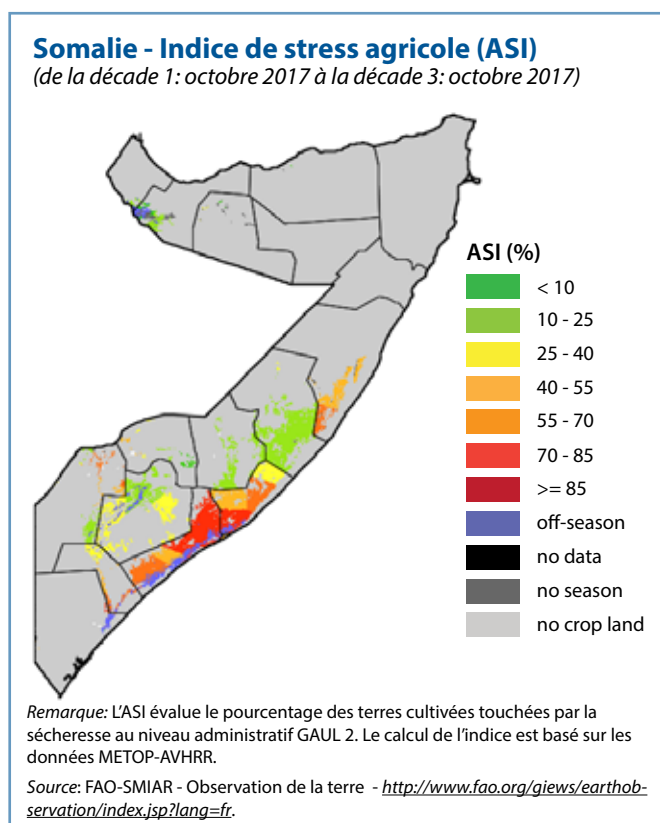 Somalie - Indice de stress agricole (ASI)
(de la décade 1: octobre 2017 à la décade 3: octobre 2017)
ASI (%)
< 10
10 - 25
25 - 40
40 - 55
55 - 70
70 - 85
>= 85
off-season
no data
no season
no crop land
Remarque: L’ASI évalue le pourcentage des terres cultivées touchées par la
sécheresse au niveau administratif GAUL 2. Le calcul de l’indice est basé sur les
données METOP-AVHRR.
Source: FAO-SMIAR - Observation de la terre - http://www.fao.org/giews/earthob-
servation/index.jsp?lang=fr.